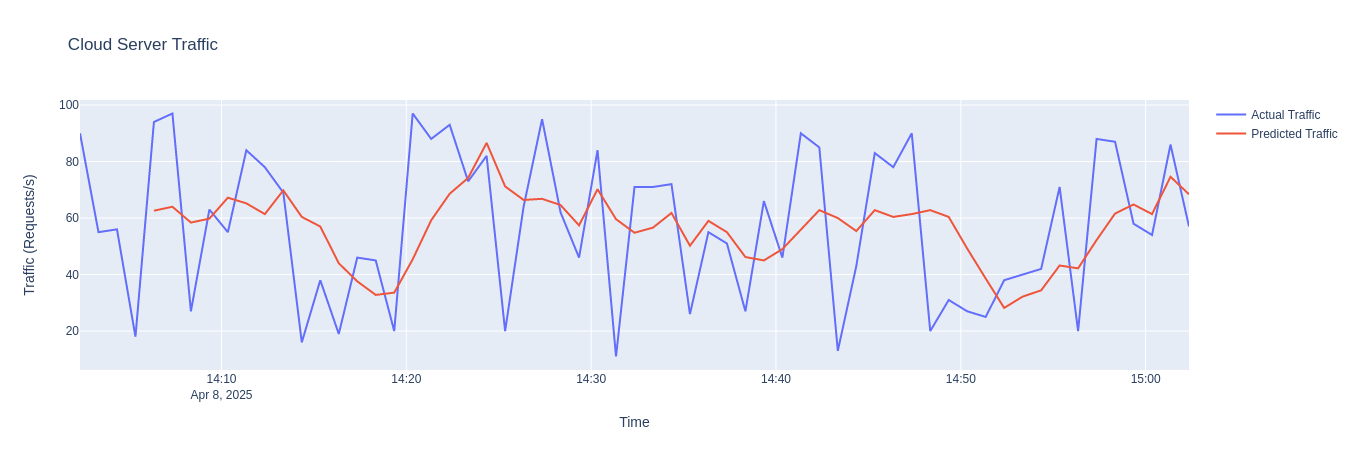 Cloud Server Traffic
Traffic (Requests/s)
100
80
60
40
20
14:10
14:20
14:30
14:40
14:50
15:00
Apr 8, 2025
Time
Actual Traffic
Predicted Traffic